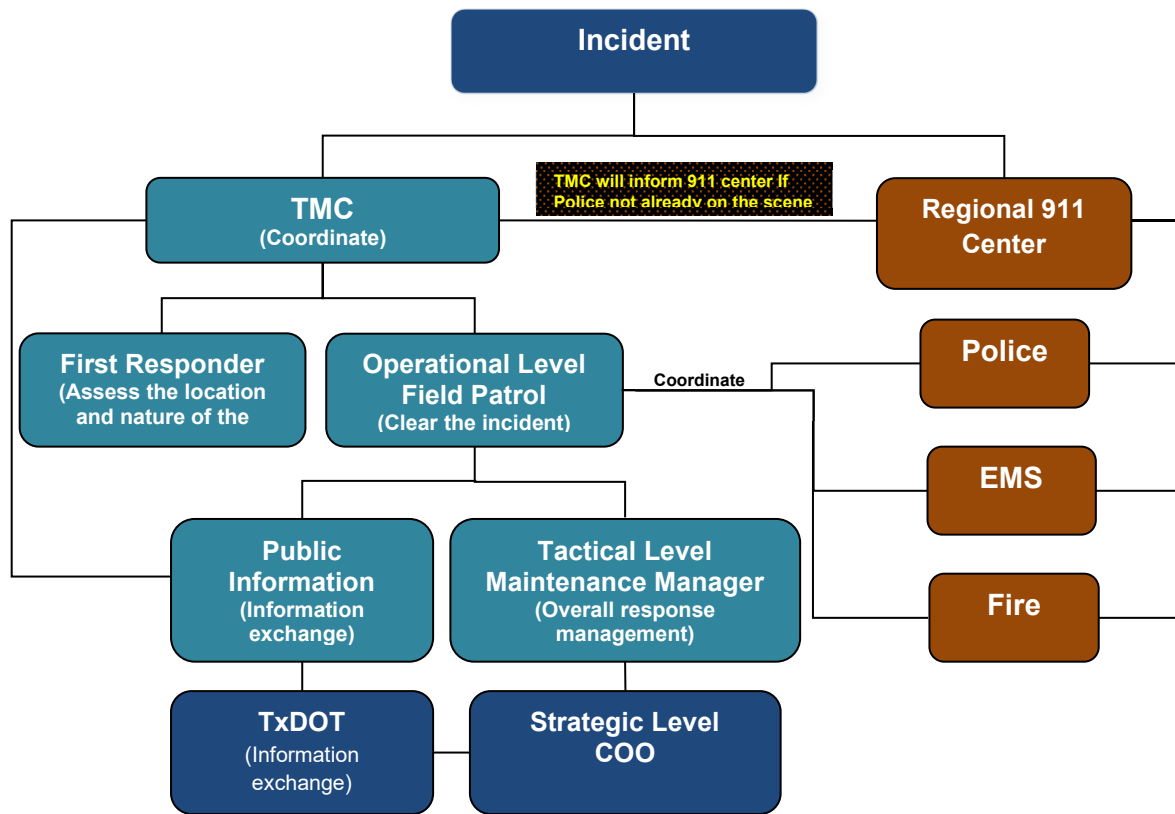 Incident
TMC
(Coordinate)
TMC will inform 911 center If
Police not already on the scene
Regional 911
Center
First Responder
(Assess the location
and nature of the
Operational Level
Field Patrol
(Clear the incident)
Coordinate
Police
EMS
Fire
Public
Information
(Information
exchange)
Tactical Level
Maintenance Manager
(Overall response
management)
TxDOT
(Information
exchange)
Strategic Level
COO